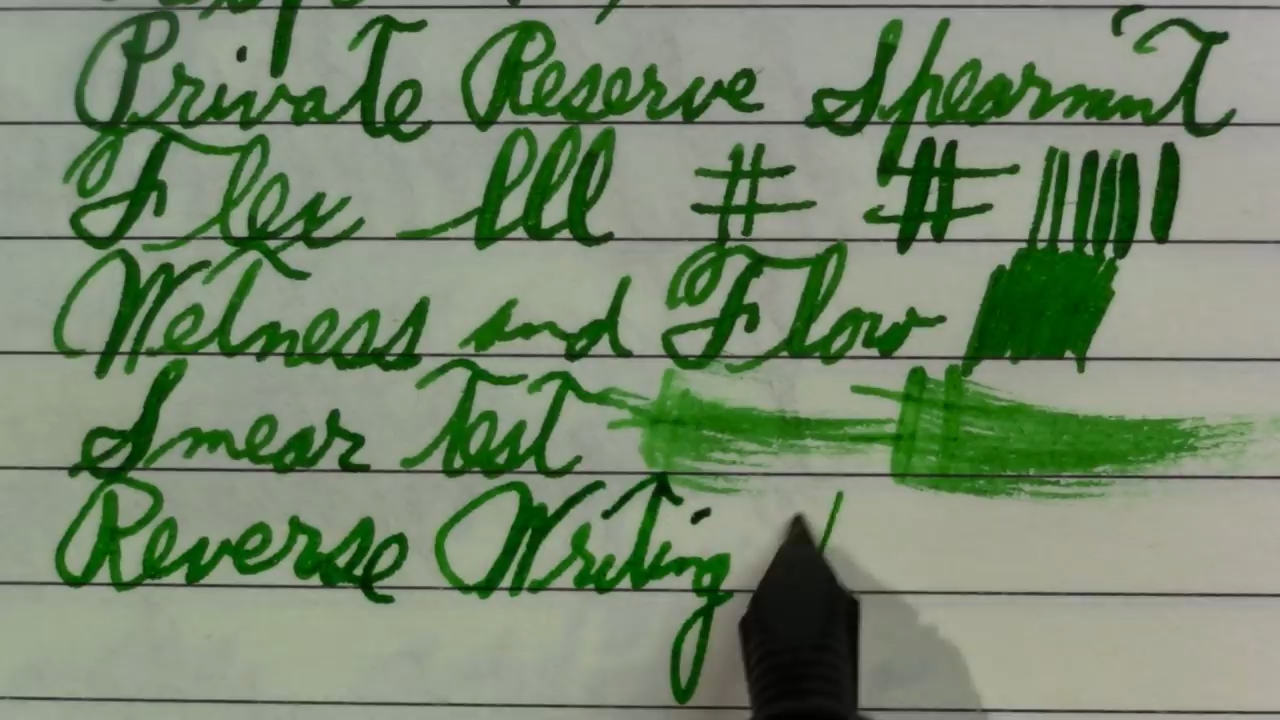 Private Reserve Spearmint
Flex lll # #
Wetness and Flow
Smear Test
Reverse Writing